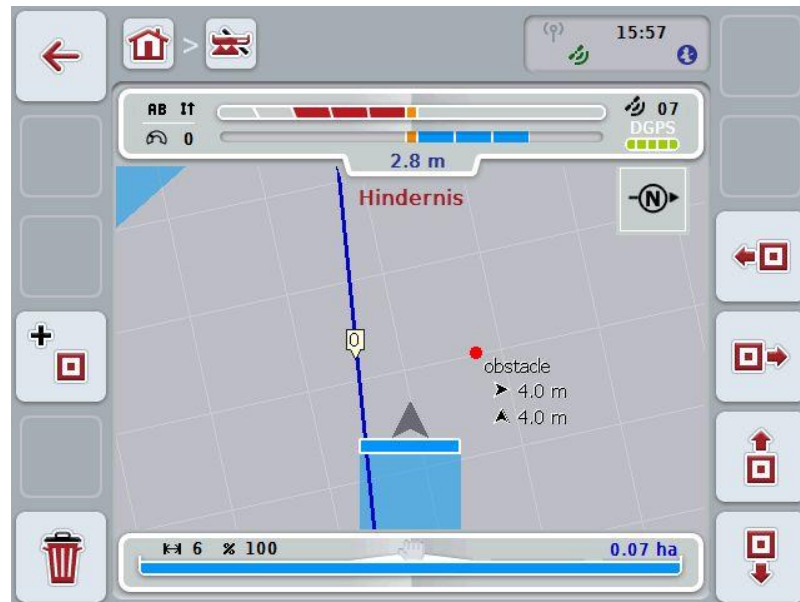 >
15:57
AB
07
0
DGPS
2.8 m
Hindernis
N
0
obstacle
4.0 m
4.0 m
6 % 100
0.07 ha